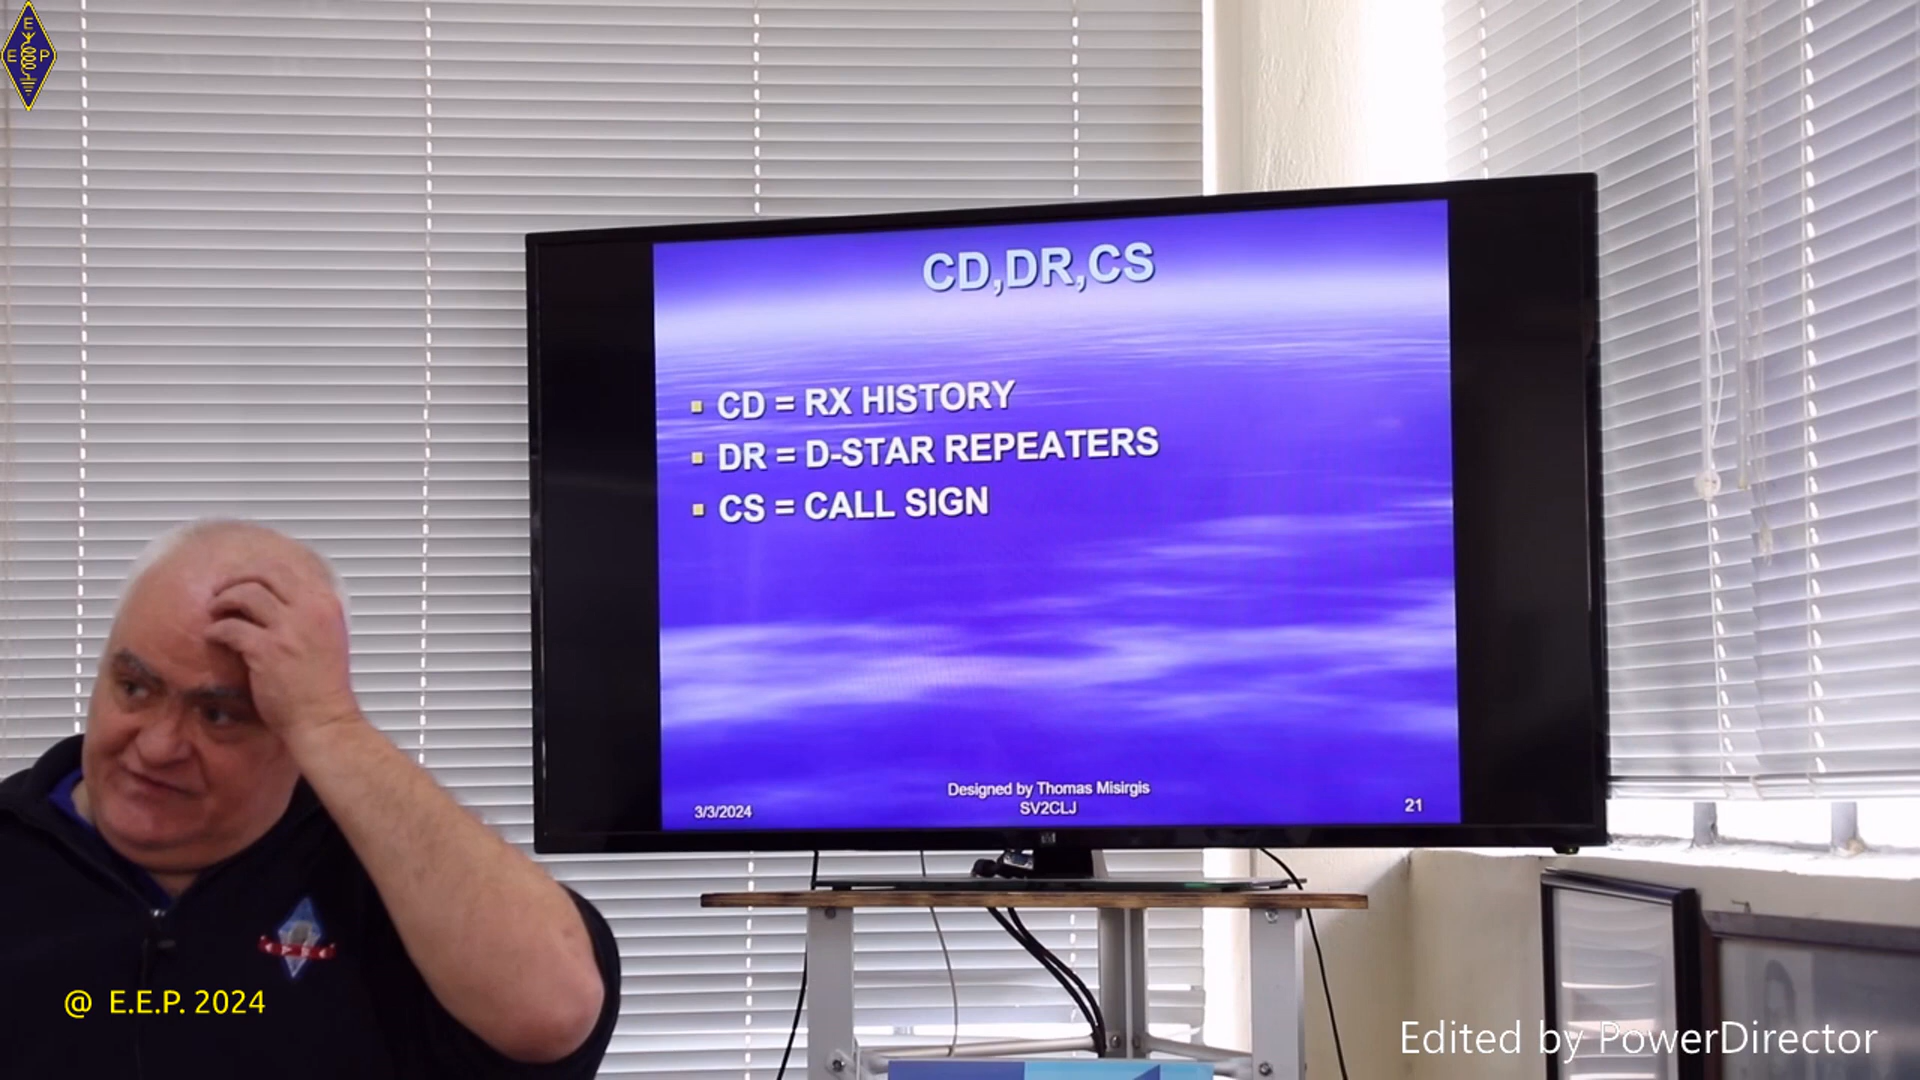 E
E P
CD,DR,CS
CD = RX HISTORY
DR = D-STAR REPEATERS
CS = CALL SIGN
Designed by Thomas Misirgis
SV2CLJ
3/3/2024
21
@ E.E.P. 2024
Edited by PowerDirector